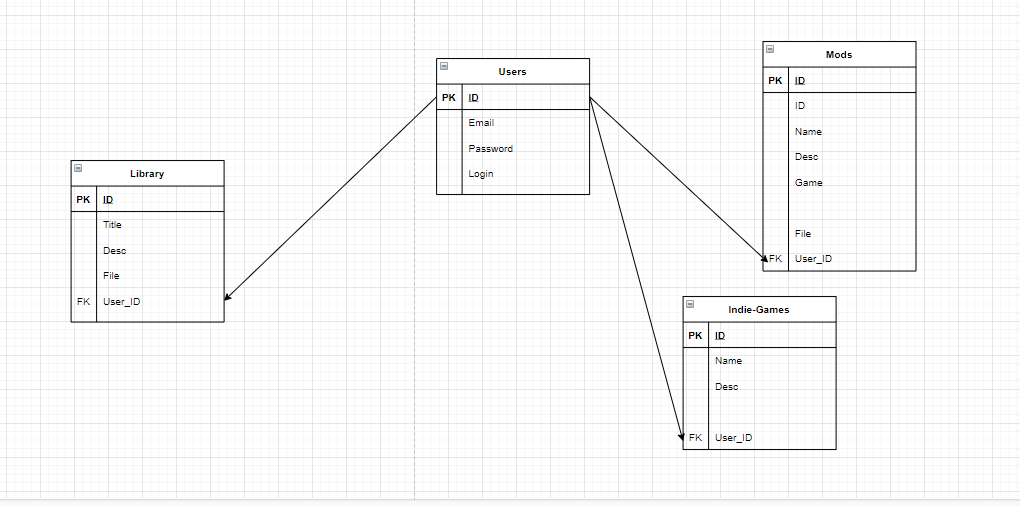 Users
PK ID
Email
Password
Login
Mods
PK ID
ID
Name
Desc
Game
File
FK User_ID
Library
PK ID
Title
Desc
File
FK User_ID
Indie-Games
PK ID
Name
Desc
FK User_ID